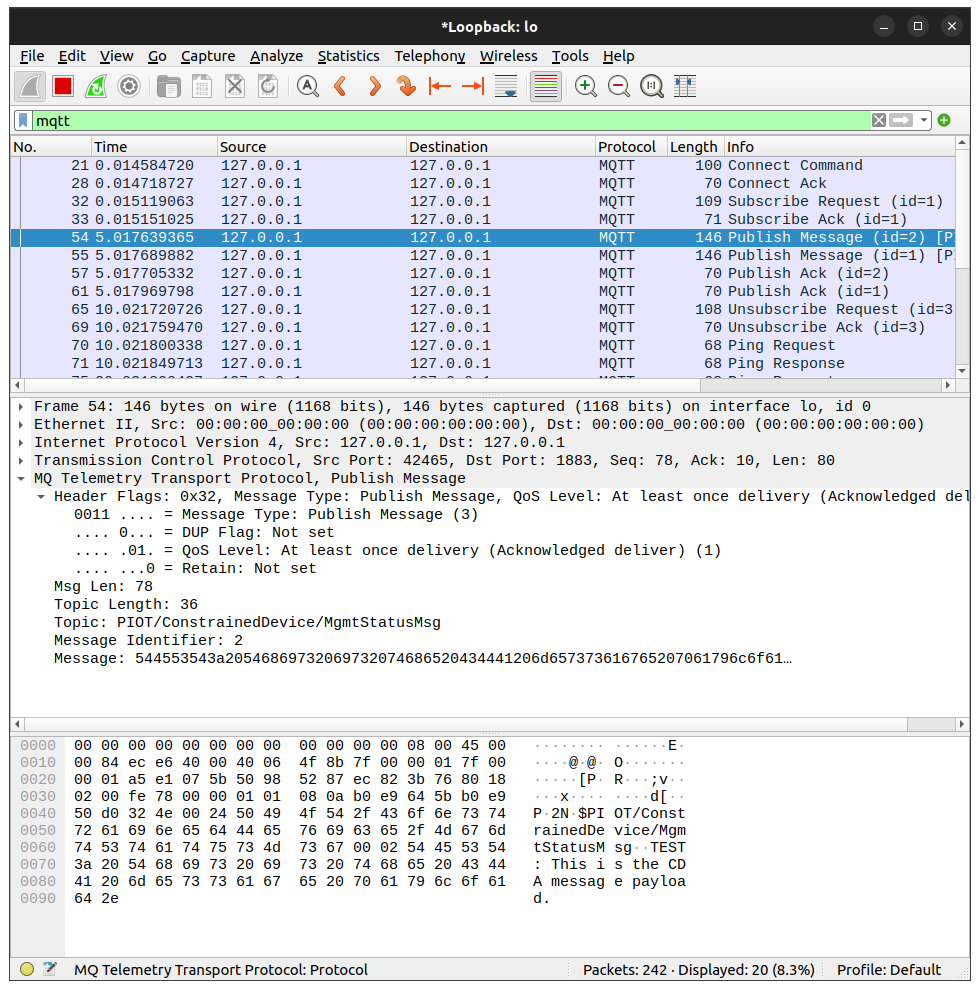 *Loopback: lo
File Edit View Go Capture Analyze Statistics Telephony Wireless Tools Help
mqtt
No. Time Source Destination Protocol Length Info
21 0.014584720 127.0.0.1 127.0.0.1 MQTT 100 Connect Command
28 0.014718727 127.0.0.1 127.0.0.1 MQTT 70 Connect Ack
32 0.015119063 127.0.0.1 127.0.0.1 MQTT 109 Subscribe Request (id=1)
33 0.015151025 127.0.0.1 127.0.0.1 MQTT 71 Subscribe Ack (id=1)
54 5.017639365 127.0.0.1 127.0.0.1 MQTT 146 Publish Message (id=2) [P
55 5.017689882 127.0.0.1 127.0.0.1 MQTT 146 Publish Message (id=1) [P
57 5.017705332 127.0.0.1 127.0.0.1 MQTT 70 Publish Ack (id=2)
61 5.017969798 127.0.0.1 127.0.0.1 MQTT 70 Publish Ack (id=1)
65 10.021720726 127.0.0.1 127.0.0.1 MQTT 108 Unsubscribe Request (id=3
69 10.021759470 127.0.0.1 127.0.0.1 MQTT 70 Unsubscribe Ack (id=3)
70 10.021800338 127.0.0.1 127.0.0.1 MQTT 68 Ping Request
71 10.021849713 127.0.0.1 127.0.0.1 MQTT 68 Ping Response
Frame 54: 146 bytes on wire (1168 bits), 146 bytes captured (1168 bits) on interface lo, id 0
Ethernet II, Src: 00:00:00_00:00:00 (00:00:00:00:00:00), Dst: 00:00:00_00:00:00 (00:00:00:00:00:00)
Internet Protocol Version 4, Src: 127.0.0.1, Dst: 127.0.0.1
Transmission Control Protocol, Src Port: 42465, Dst Port: 1883, Seq: 78, Ack: 10, Len: 80
MQ Telemetry Transport Protocol, Publish Message
Header Flags: 0x32, Message Type: Publish Message, QoS Level: At least once delivery (Acknowledged del
0011 .... = Message Type: Publish Message (3)
.... 0... = DUP Flag: Not set
.... .01. = QoS Level: At least once delivery (Acknowledged deliver) (1)
.... ...0 = Retain: Not set
Msg Len: 78
Topic Length: 36
Topic: PIOT/ConstrainedDevice/MgmtStatusMsg
Message Identifier: 2
Message: 544553543a205468697320697320746865204344412​06d657373616765207061796c6f61…
0000 00 00 00 00 00 00 00 00 00 00 00 00 08 00 45 00 ········ ······E·
0010 00 84 ec e6 40 00 40 06 4f 8b 7f 00 00 01 7f 00 ····@·@· O·······
0020 00 01 a5 e1 07 5b 50 98 52 87 ec 82 3b 76 80 18 ·····[P· R···;v··
0030 02 00 fe 78 00 00 01 01 08 0a b0 e9 64 5b b0 e9 ···x···· ····d[··
0040 50 d0 32 4e 00 24 50 49 4f 54 2f 43 6f 6e 73 74 P·2N·$PI OT/Const
0050 72 61 69 6e 65 64 44 65 76 69 63 65 2f 4d 67 6d rainedDe vice/Mgm
0060 74 53 74 61 74 75 73 4d 73 67 00 02 54 45 53 54 tStatusM sg··TEST
0070 3a 20 54 68 69 73 20 69 73 20 74 68 65 20 43 44 : This i s the CD
0080 41 20 6d 65 73 73 61 67 65 20 70 61 79 6c 6f 61 A messag e payloa
0090 64 2e d.
MQ Telemetry Transport Protocol: Protocol Packets: 242 · Displayed: 20 (8.3%) Profile: Default